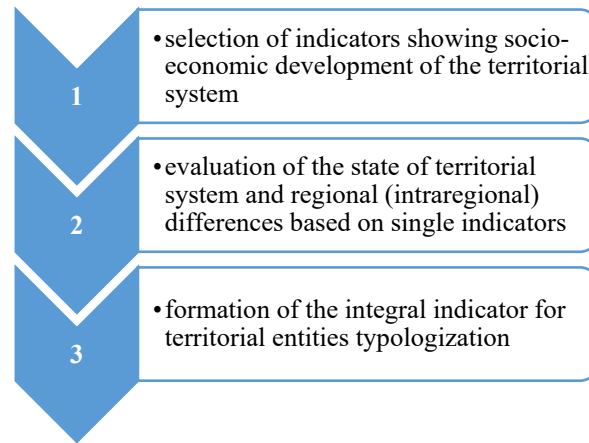 1
•selection of indicators showing socio-
economic development of the territorial
system
2
•evaluation of the state of territorial
system and regional (intraregional)
differences based on single indicators
3
•formation of the integral indicator for
territorial entities typologization